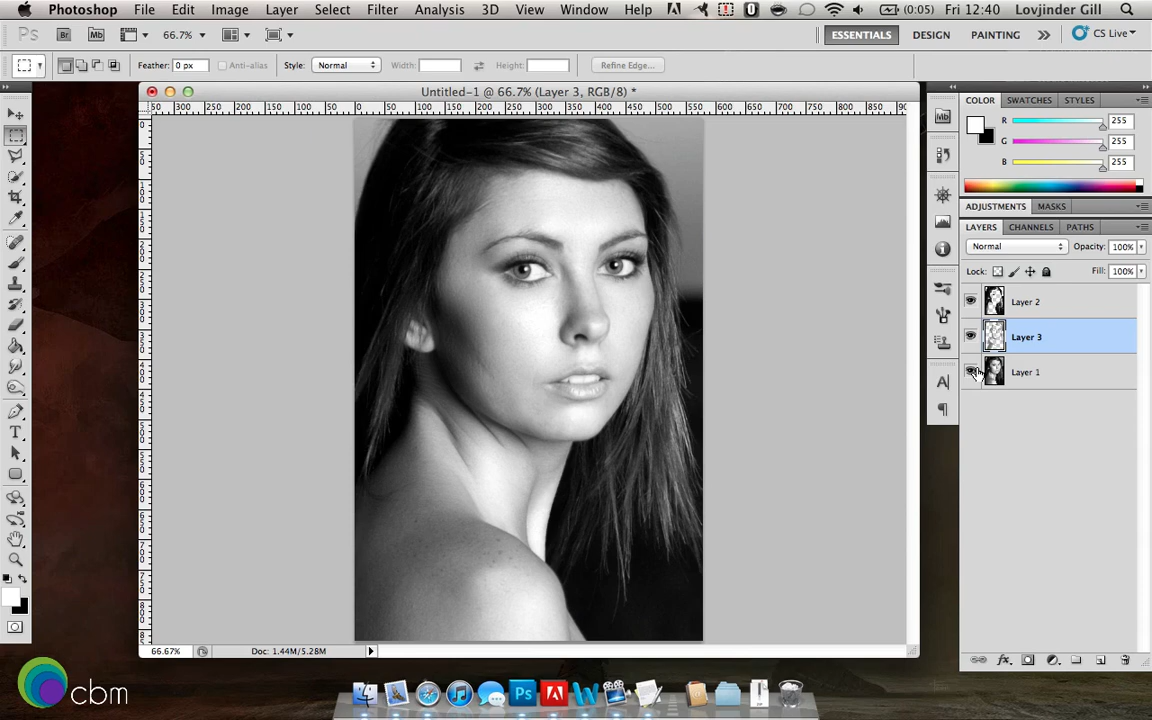 Photoshop File Edit Image Layer Select Filter Analysis 3D View Window Help (0:05) Fri 12:40 Lovjinder Gill
Ps Br Mb 66.7% ESSENTIALS DESIGN PAINTING CS Live
Feather: 0 px Anti-alias Style: Normal Width: Height: Refine Edge...
Untitled-1 @ 66.7% (Layer 3, RGB/8) *
COLOR SWATCHES STYLES
R 255
G 255
B 255
ADJUSTMENTS MASKS
LAYERS CHANNELS PATHS
Normal Opacity: 100%
Lock: Fill: 100%
Layer 2
Layer 3
Layer 1
66.67% Doc: 1.44M/5.28M
cbm